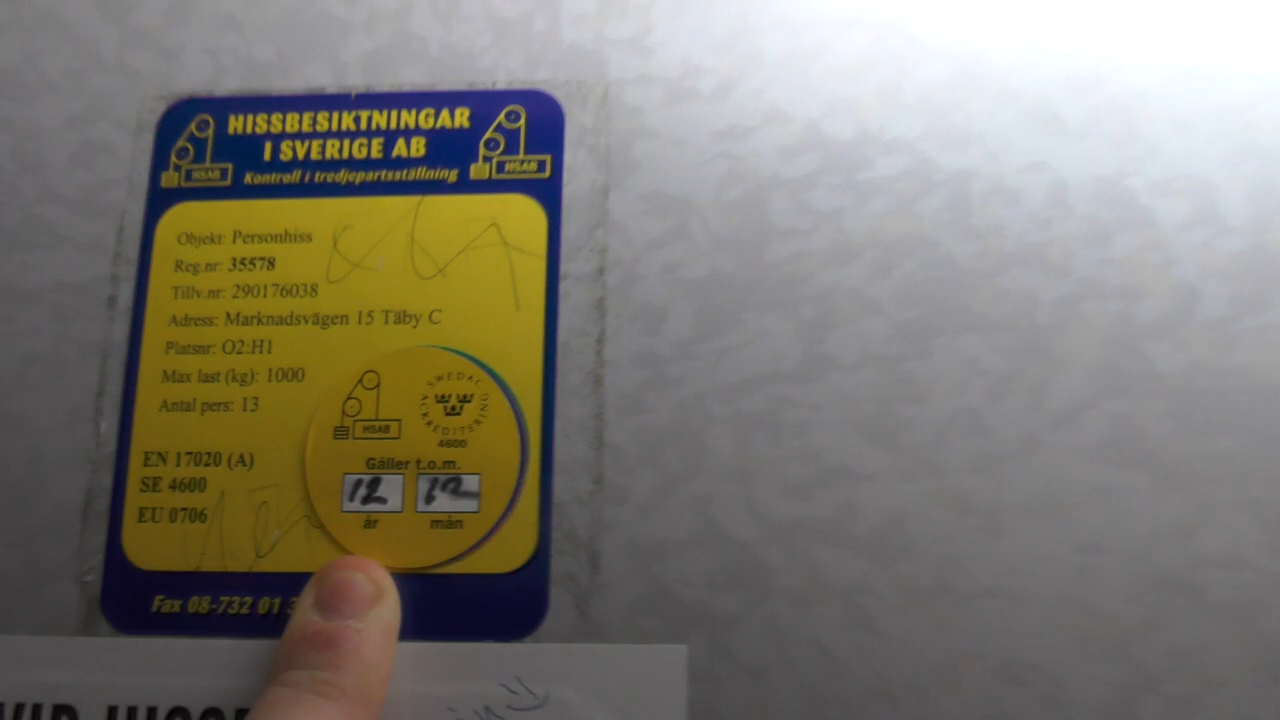 HISSBESIKTNINGAR
I SVERIGE AB
Kontroll i tredjepartsställning
HSAB
HSAB
Objekt: Personhiss
Reg.nr: 35578
Tillv.nr: 290176038
Adress: Marknadsvägen 15 Täby C
Platsnr: O2:H1
Max last (kg): 1000
Antal pers: 13
EN 17020 (A)
SE 4600
EU 0706
HSAB
SWEDAC
ACKREDITERING
4600
Gäller t.o.m.
12 12
år mån
Fax 08-732 01